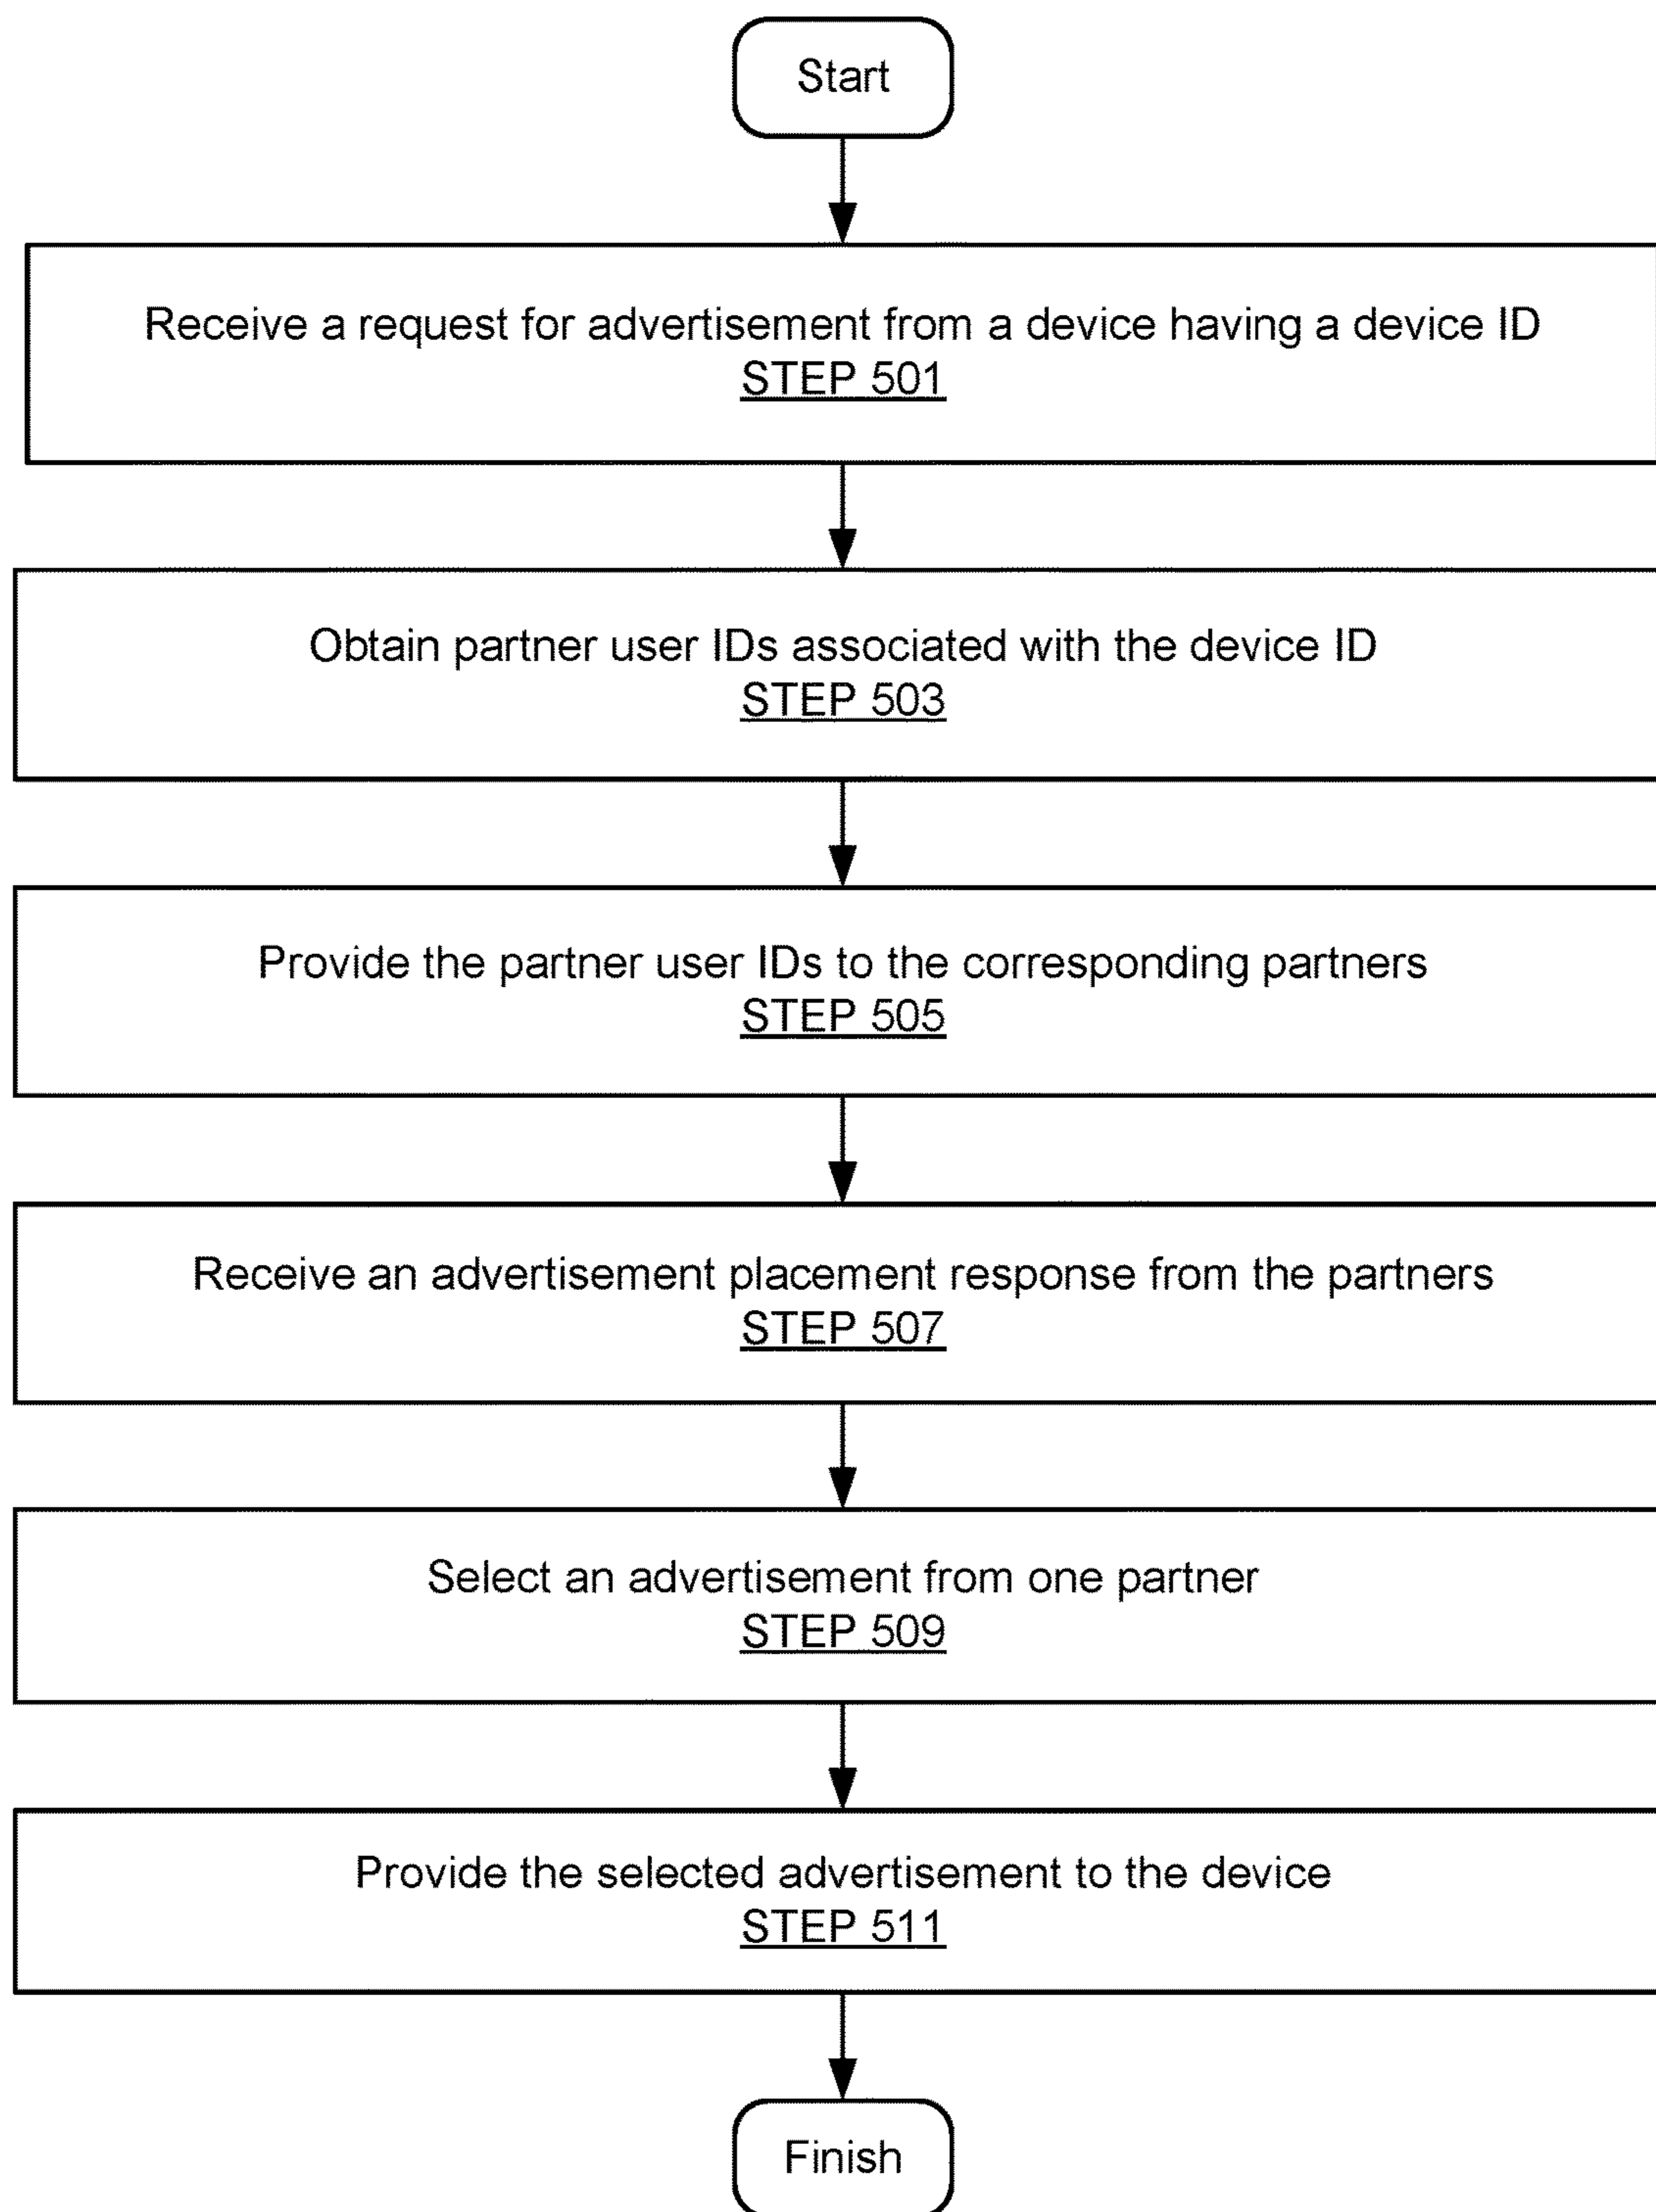 Start
Receive a request for advertisement from a device having a device ID
STEP 501
Obtain partner user IDs associated with the device ID
STEP 503
Provide the partner user IDs to the corresponding partners
STEP 505
Receive an advertisement placement response from the partners
STEP 507
Select an advertisement from one partner
STEP 509
Provide the selected advertisement to the device
STEP 511
Finish